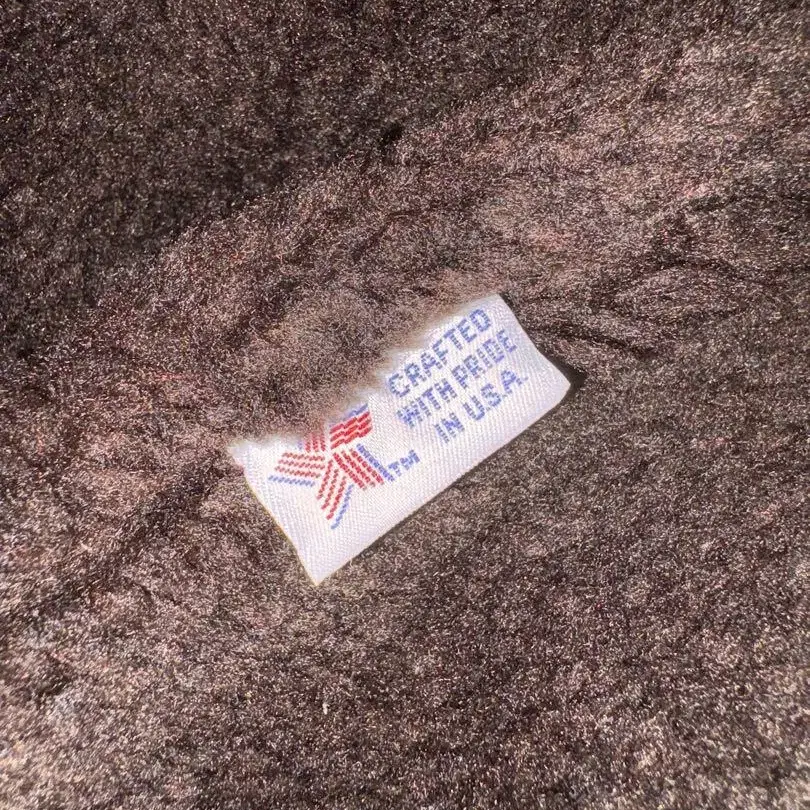 CRAFTED
WITH PRIDE
IN U.S.A.
TM